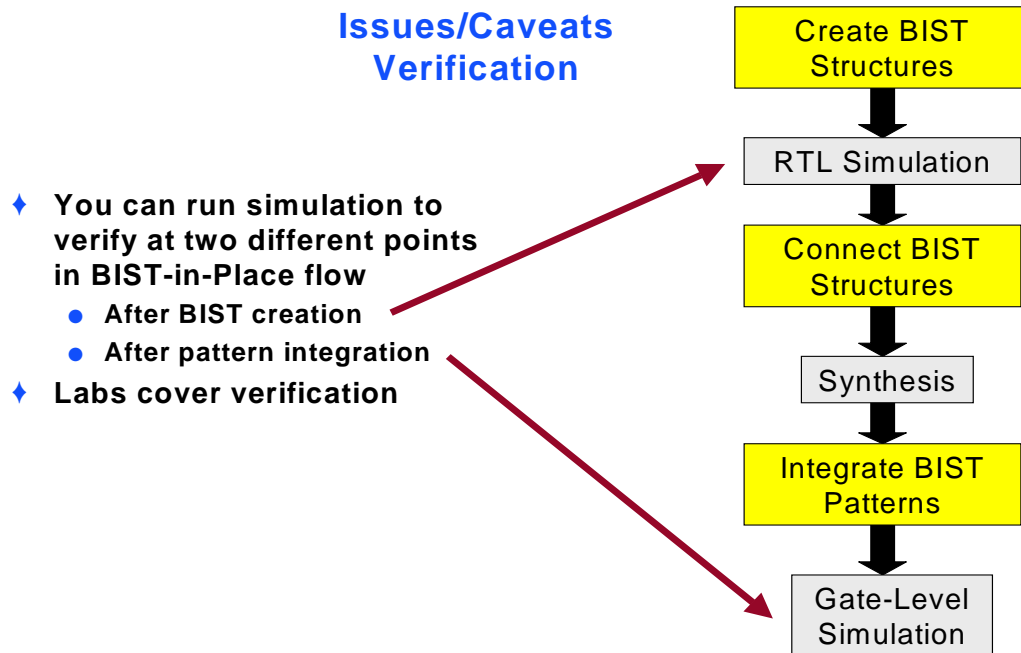 Issues/Caveats
Verification
♦ You can run simulation to
verify at two different points
in BIST-in-Place flow
● After BIST creation
● After pattern integration
♦ Labs cover verification
Create BIST
Structures
RTL Simulation
Connect BIST
Structures
Synthesis
Integrate BIST
Patterns
Gate-Level
Simulation